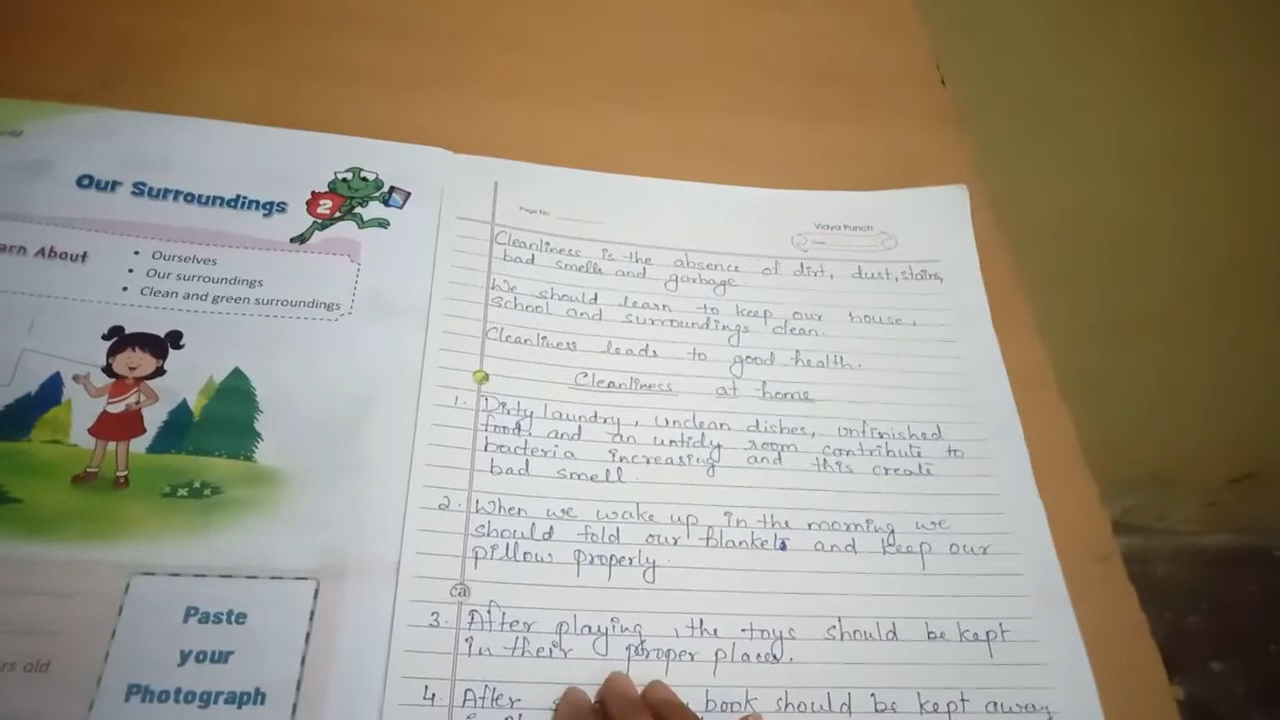 Our Surroundings
2
arn About
• Ourselves
• Our surroundings
• Clean and green surroundings
Paste
your
Photograph
rs old.
Page No.
Vidya Punch
Cleanliness is the absence of dirt, dust, stains,
bad smells and garbage
We should learn to keep our house,
School and surroundings clean.
Cleanliness leads to good health.
Cleanliness at home
1. Dirty laundry, unclean dishes, unfinished
food, and an untidy room contribute to
bacteria increasing and this create
bad smell.
2. When we wake up in the morning we
should fold our blankets and keep our
pillow properly.
ca
3. After playing, the toys should be kept
in their proper places.
4. After book should be kept away